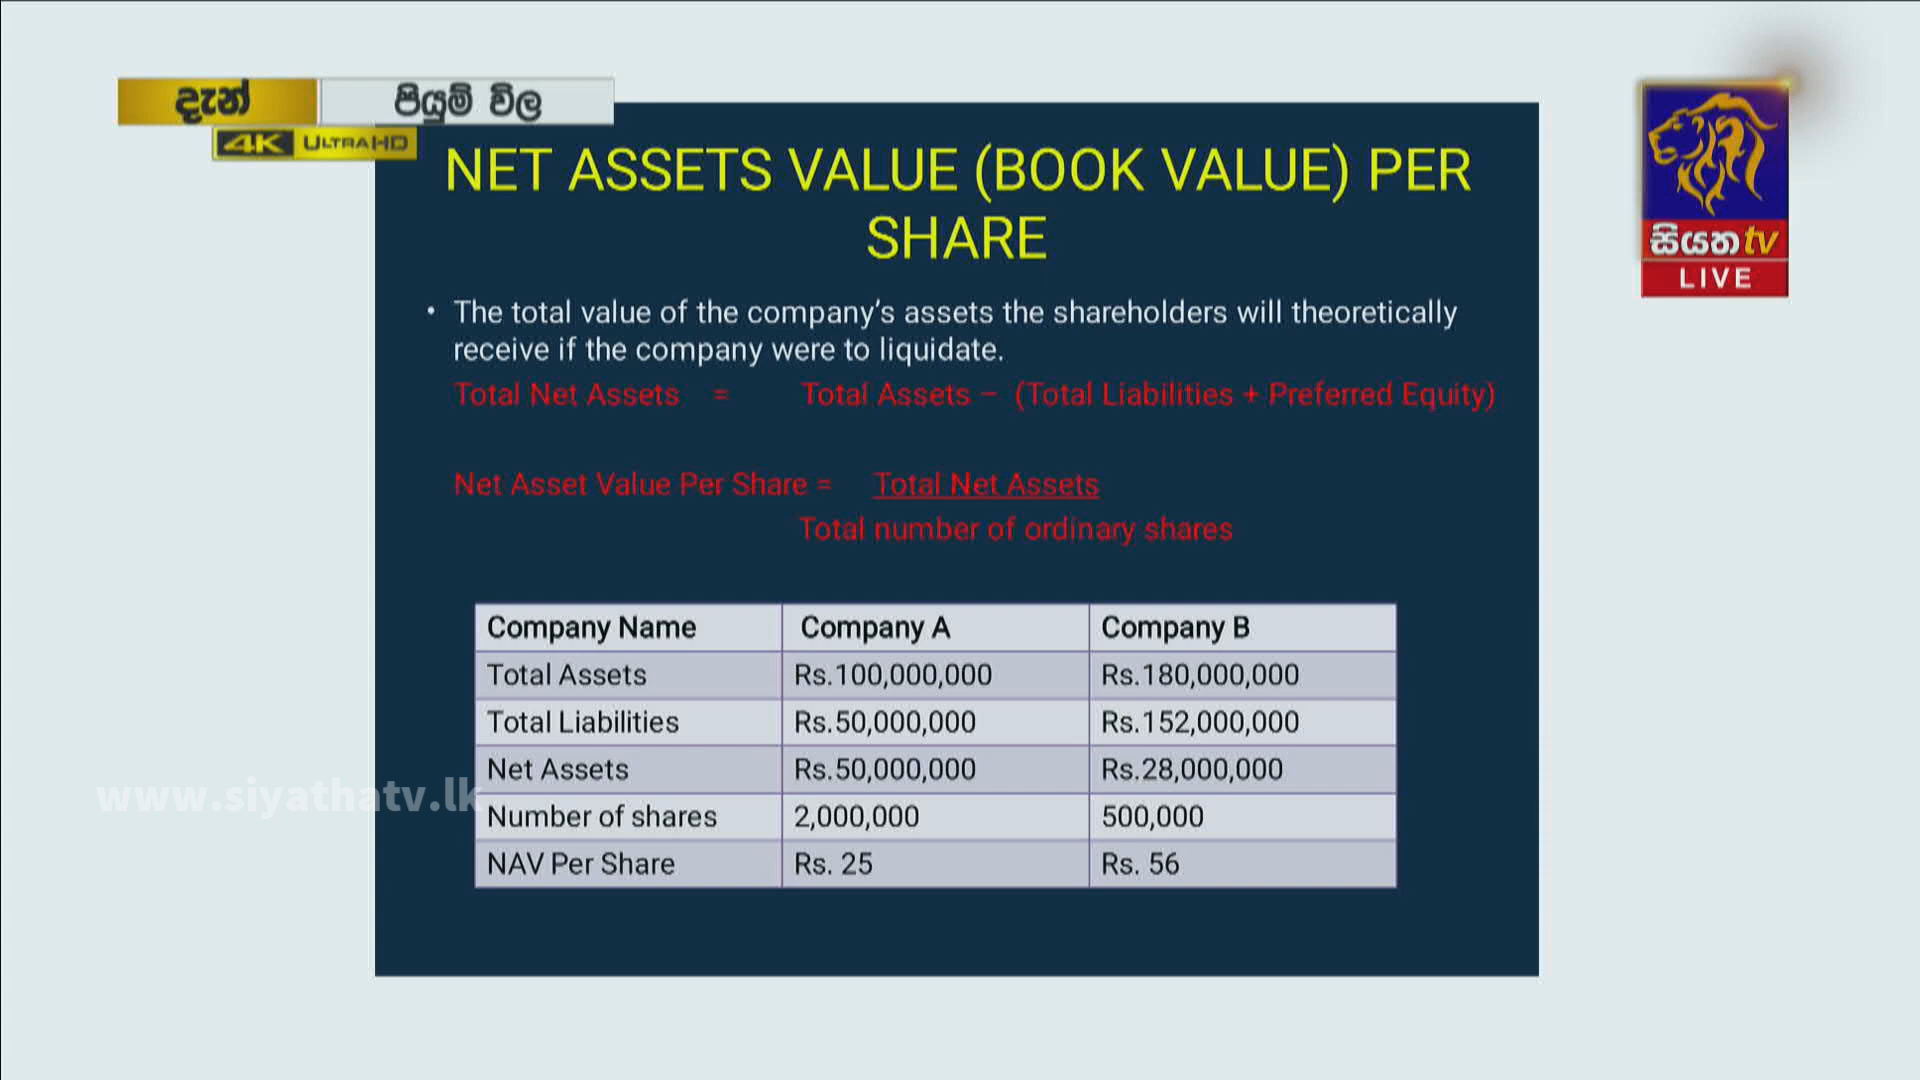 දැන් පියුම් විල
4K ULTRAHD
NET ASSETS VALUE (BOOK VALUE) PER
SHARE
සියතtv
LIVE
• The total value of the company's assets the shareholders will theoretically
receive if the company were to liquidate.
Total Net Assets = Total Assets – (Total Liabilities + Preferred Equity)
Net Asset Value Per Share = Total Net Assets
Total number of ordinary shares
Company Name Company A Company B
Total Assets Rs.100,000,000 Rs.180,000,000
Total Liabilities Rs.50,000,000 Rs.152,000,000
Net Assets Rs.50,000,000 Rs.28,000,000
www.siyathatv.lk
Number of shares 2,000,000 500,000
NAV Per Share Rs. 25 Rs. 56